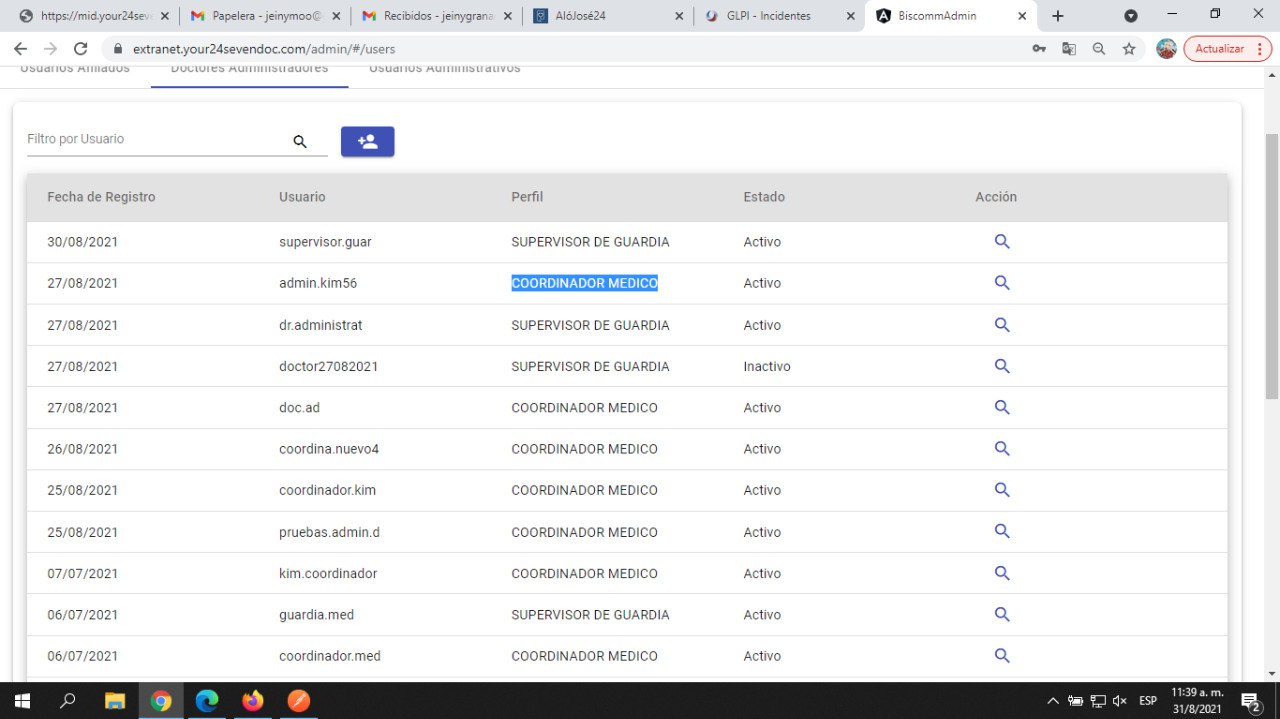 https://mid.your24seve
Papelera - jeinymoo@
Recibidos - jeinygrana
AlóJosé24
GLPI - Incidentes
BiscommAdmin
extranet.your24sevendoc.com/admin/#/users
Actualizar
Usuarios Afiliados Doctores Administradores Usuarios Administrativos
Filtro por Usuario
Fecha de Registro Usuario Perfil Estado Acción
30/08/2021 supervisor.guar SUPERVISOR DE GUARDIA Activo
27/08/2021 admin.kim56 COORDINADOR MEDICO Activo
27/08/2021 dr.administrat SUPERVISOR DE GUARDIA Activo
27/08/2021 doctor27082021 SUPERVISOR DE GUARDIA Inactivo
27/08/2021 doc.ad COORDINADOR MEDICO Activo
26/08/2021 coordina.nuevo4 COORDINADOR MEDICO Activo
25/08/2021 coordinador.kim COORDINADOR MEDICO Activo
25/08/2021 pruebas.admin.d COORDINADOR MEDICO Activo
07/07/2021 kim.coordinador COORDINADOR MEDICO Activo
06/07/2021 guardia.med SUPERVISOR DE GUARDIA Activo
06/07/2021 coordinador.med COORDINADOR MEDICO Activo
ESP
11:39 a. m.
31/8/2021
2